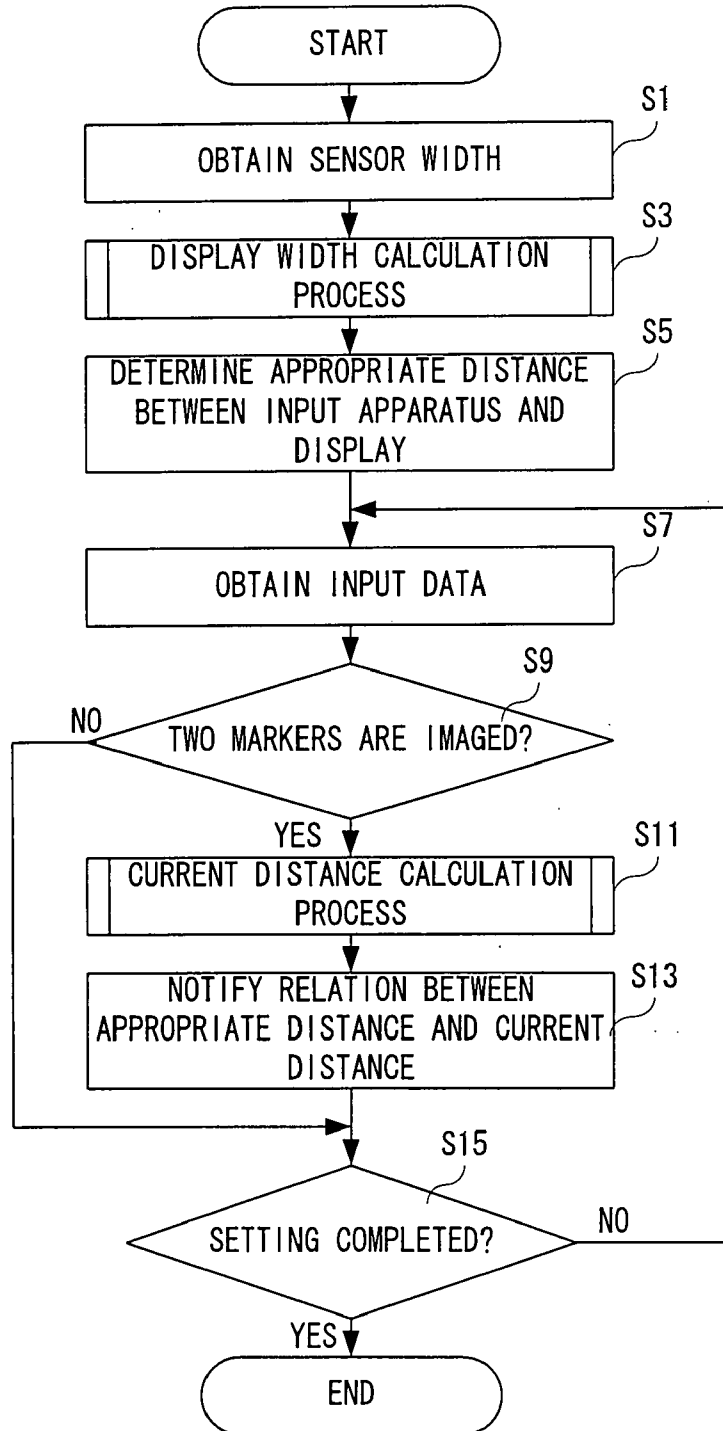 START
S1
OBTAIN SENSOR WIDTH
S3
DISPLAY WIDTH CALCULATION
PROCESS
S5
DETERMINE APPROPRIATE DISTANCE
BETWEEN INPUT APPARATUS AND
DISPLAY
S7
OBTAIN INPUT DATA
S9
NO
TWO MARKERS ARE IMAGED?
YES
S11
CURRENT DISTANCE CALCULATION
PROCESS
S13
NOTIFY RELATION BETWEEN
APPROPRIATE DISTANCE AND CURRENT
DISTANCE
S15
SETTING COMPLETED?
NO
YES
END